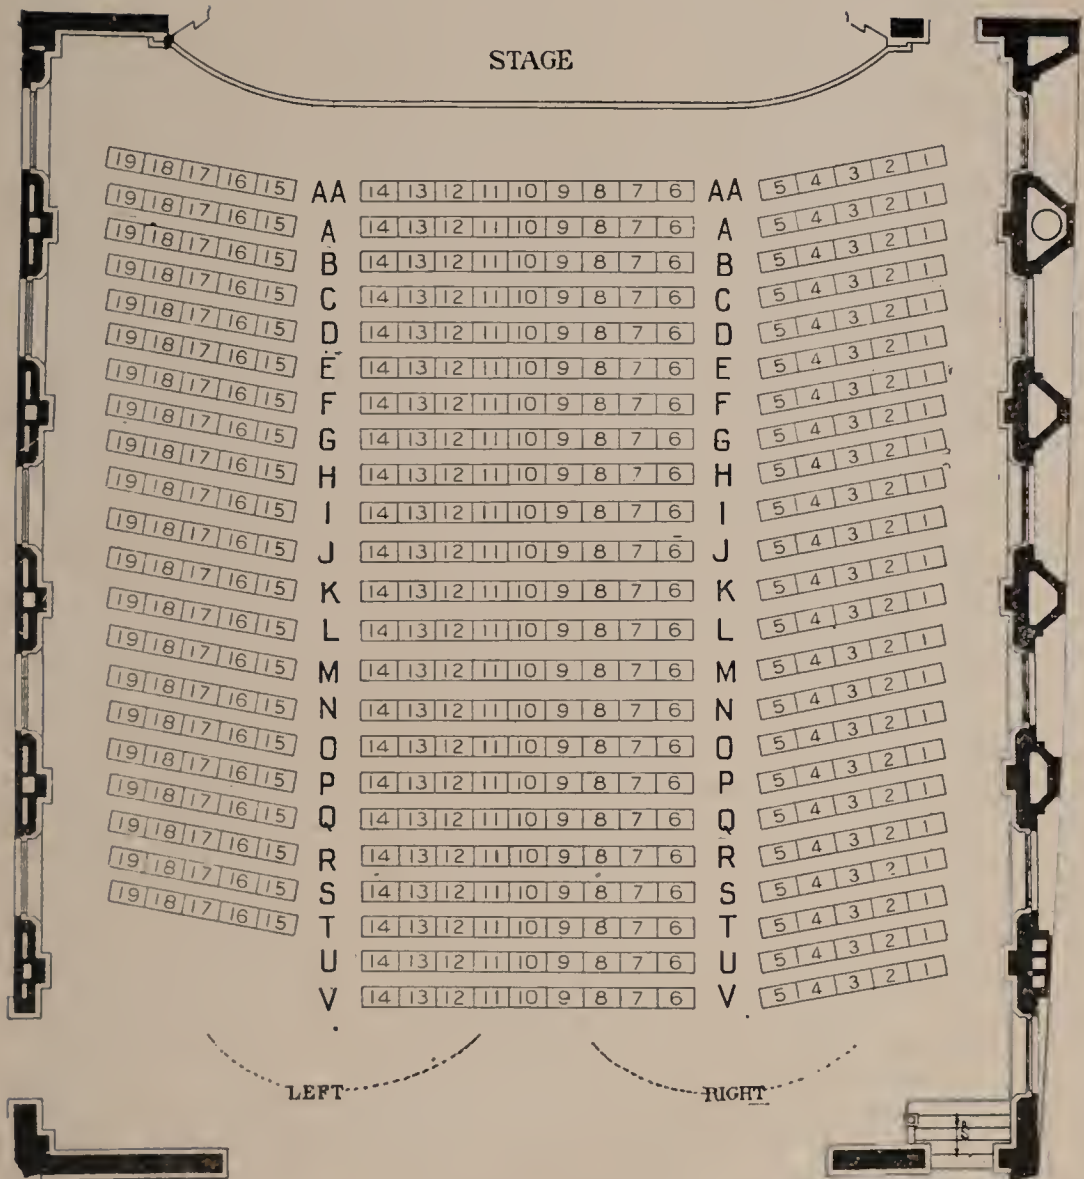 STAGE
19 18 17 16 15 AA 14 13 12 11 10 9 8 7 6 AA 5 4 3 2 1
19 18 17 16 15 A 14 13 12 11 10 9 8 7 6 A 5 4 3 2 1
19 18 17 16 15 B 14 13 12 11 10 9 8 7 6 B 5 4 3 2 1
19 18 17 16 15 C 14 13 12 11 10 9 8 7 6 C 5 4 3 2 1
19 18 17 16 15 D 14 13 12 11 10 9 8 7 6 D 5 4 3 2 1
19 18 17 16 15 E 14 13 12 11 10 9 8 7 6 E 5 4 3 2 1
19 18 17 16 15 F 14 13 12 11 10 9 8 7 6 F 5 4 3 2 1
19 18 17 16 15 G 14 13 12 11 10 9 8 7 6 G 5 4 3 2 1
19 18 17 16 15 H 14 13 12 11 10 9 8 7 6 H 5 4 3 2 1
19 18 17 16 15 I 14 13 12 11 10 9 8 7 6 I 5 4 3 2 1
19 18 17 16 15 J 14 13 12 11 10 9 8 7 6 J 5 4 3 2 1
19 18 17 16 15 K 14 13 12 11 10 9 8 7 6 K 5 4 3 2 1
19 18 17 16 15 L 14 13 12 11 10 9 8 7 6 L 5 4 3 2 1
19 18 17 16 15 M 14 13 12 11 10 9 8 7 6 M 5 4 3 2 1
19 18 17 16 15 N 14 13 12 11 10 9 8 7 6 N 5 4 3 2 1
19 18 17 16 15 O 14 13 12 11 10 9 8 7 6 O 5 4 3 2 1
19 18 17 16 15 P 14 13 12 11 10 9 8 7 6 P 5 4 3 2 1
19 18 17 16 15 Q 14 13 12 11 10 9 8 7 6 Q 5 4 3 2 1
19 18 17 16 15 R 14 13 12 11 10 9 8 7 6 R 5 4 3 2 1
19 18 17 16 15 S 14 13 12 11 10 9 8 7 6 S 5 4 3 2 1
19 18 17 16 15 T 14 13 12 11 10 9 8 7 6 T 5 4 3 2 1
U 14 13 12 11 10 9 8 7 6 U 5 4 3 2 1
V 14 13 12 11 10 9 8 7 6 V 5 4 3 2 1
LEFT RIGHT